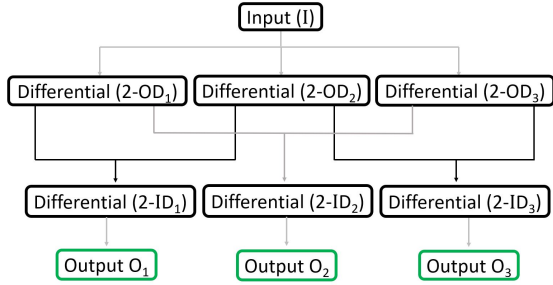 Input (I)
Differential (2-OD₁) Differential (2-OD₂) Differential (2-OD₃)
Differential (2-ID₁) Differential (2-ID₂) Differential (2-ID₃)
Output O₁ Output O₂ Output O₃